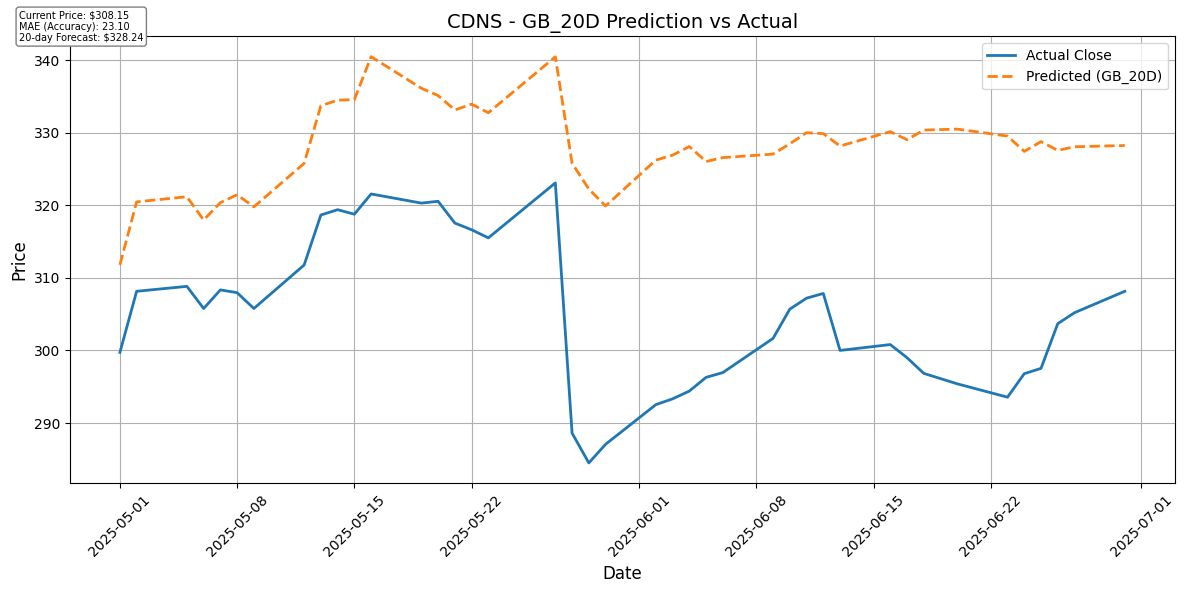 Current Price: $308.15
MAE (Accuracy): 23.10
20-day Forecast: $328.24
CDNS - GB_20D Prediction vs Actual
Actual Close
Predicted (GB_20D)
Price
340
330
320
310
300
290
2025-05-01
2025-05-08
2025-05-15
2025-05-22
2025-06-01
2025-06-08
2025-06-15
2025-06-22
2025-07-01
Date